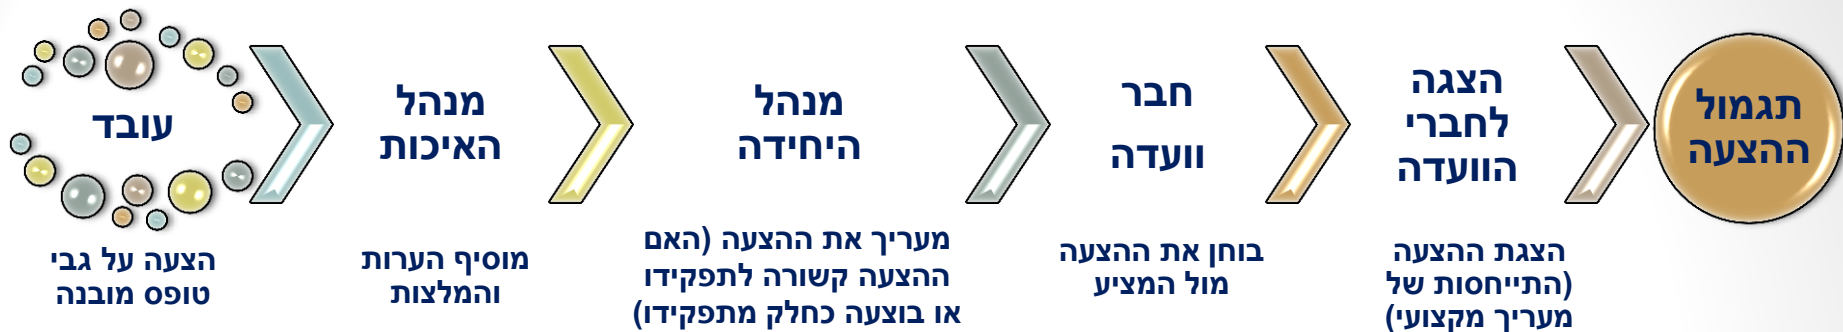 עובד
הצעה על גבי
טופס מובנה
מנהל
האיכות
מוסיף הערות
והמלצות
מנהל
היחידה
מעריך את ההצעה (האם
ההצעה קשורה לתפקידו
או בוצעה כחלק מתפקידו)
חבר
וועדה
בוחן את ההצעה
מול המציע
הצגה
לחברי
הוועדה
הצגת ההצעה
(התייחסות של
מעריך מקצועי)
תגמול
ההצעה